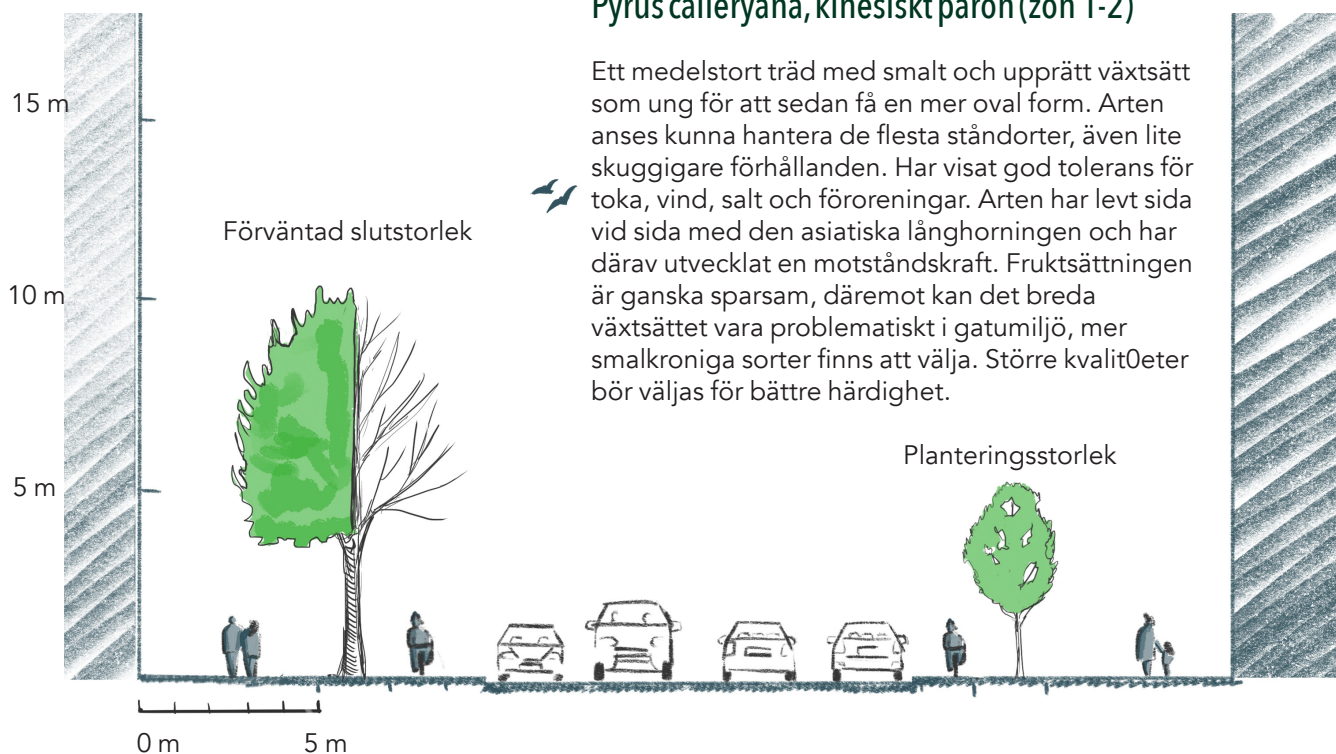 Pyrus calleryana, kinesiskt päron (zon 1-2)
Ett medelstort träd med smalt och upprätt växtsätt
som ung för att sedan få en mer oval form. Arten
anses kunna hantera de flesta ståndorter, även lite
skuggigare förhållanden. Har visat god tolerans för
toka, vind, salt och föroreningar. Arten har levt sida
vid sida med den asiatiska långhorningen och har
därav utvecklat en motståndskraft. Fruktsättningen
är ganska sparsam, däremot kan det breda
växtsättet vara problematiskt i gatumiljö, mer
smalkroniga sorter finns att välja. Större kvalit0eter
bör väljas för bättre härdighet.
15 m
Förväntad slutstorlek
10 m
Planteringsstorlek
5 m
0 m
5 m